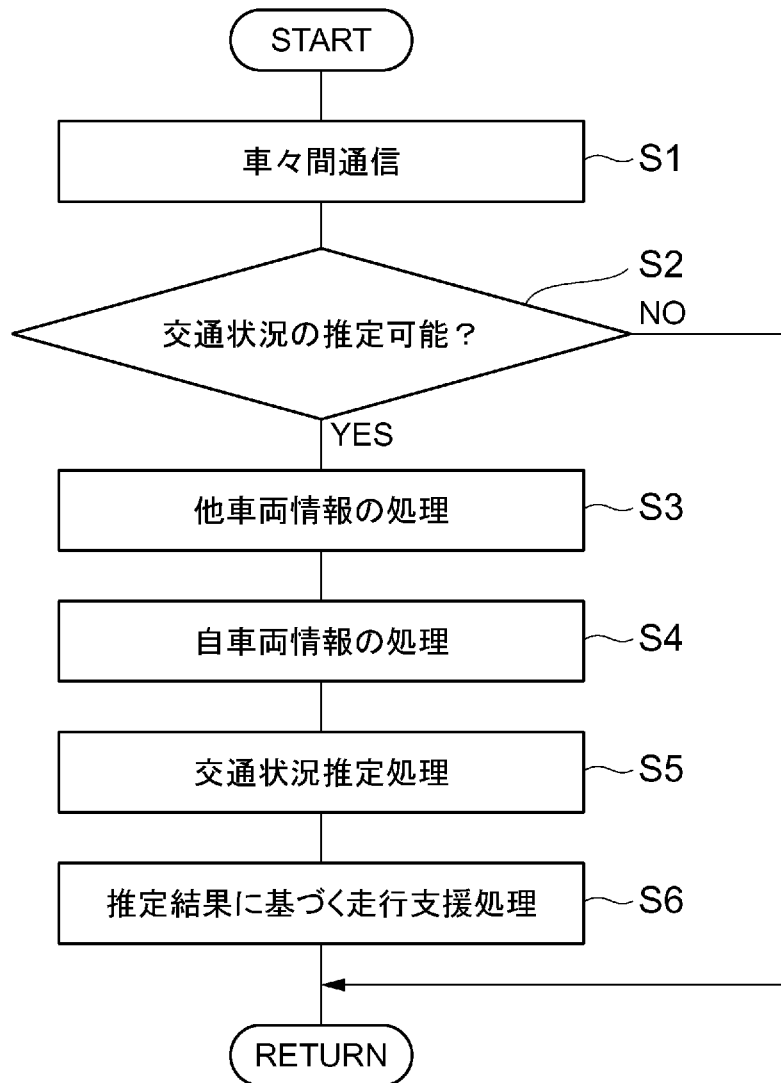 START
車々間通信
S1
S2
交通状況の推定可能？
NO
YES
他車両情報の処理
S3
自車両情報の処理
S4
交通状況推定処理
S5
推定結果に基づく走行支援処理
S6
RETURN